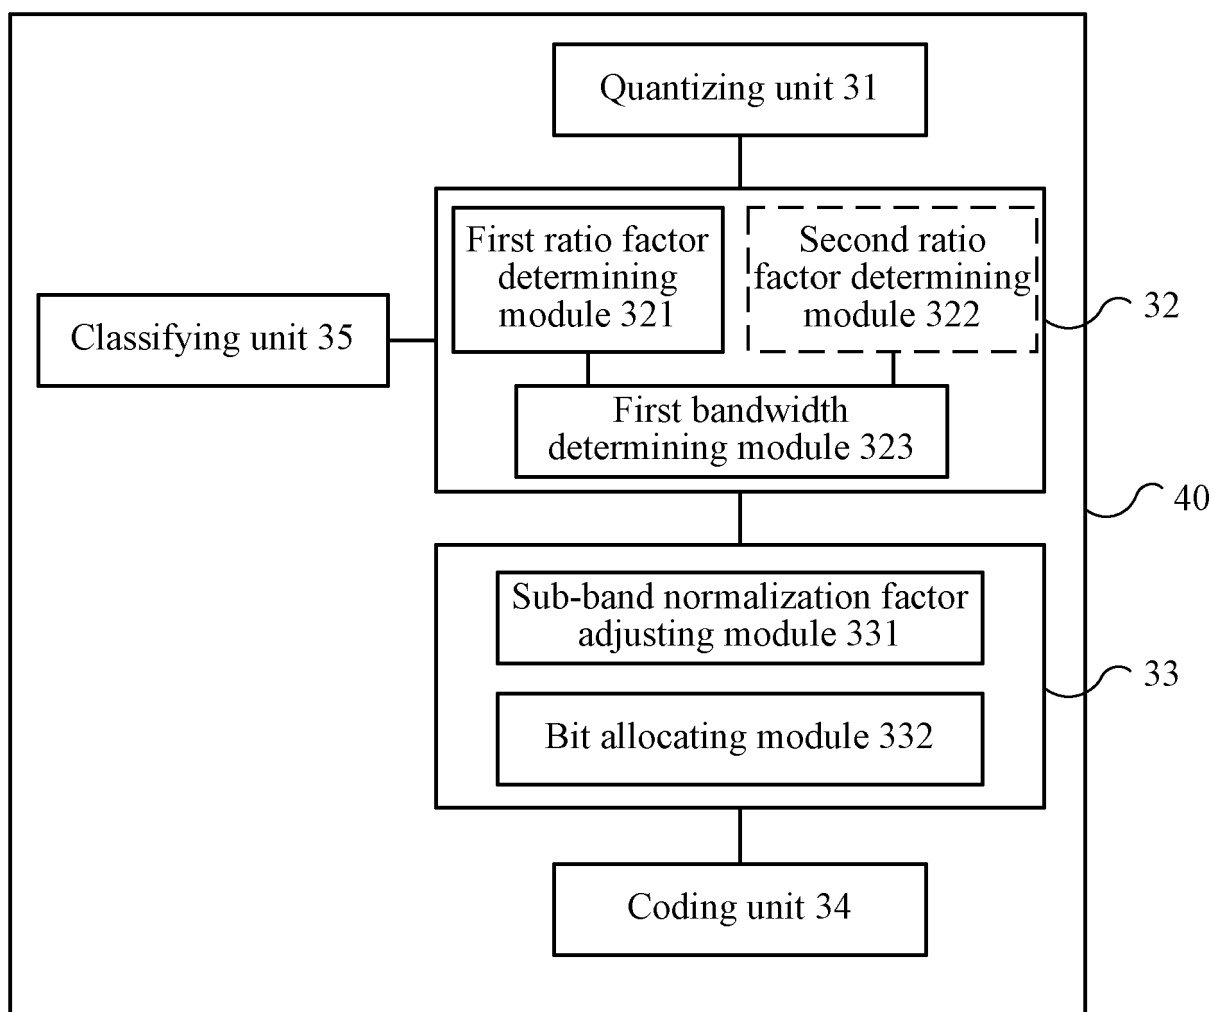 Quantizing unit 31
First ratio factor
determining
module 321
Second ratio
factor determining
module 322
32
Classifying unit 35
First bandwidth
determining module 323
40
Sub-band normalization factor
adjusting module 331
33
Bit allocating module 332
Coding unit 34